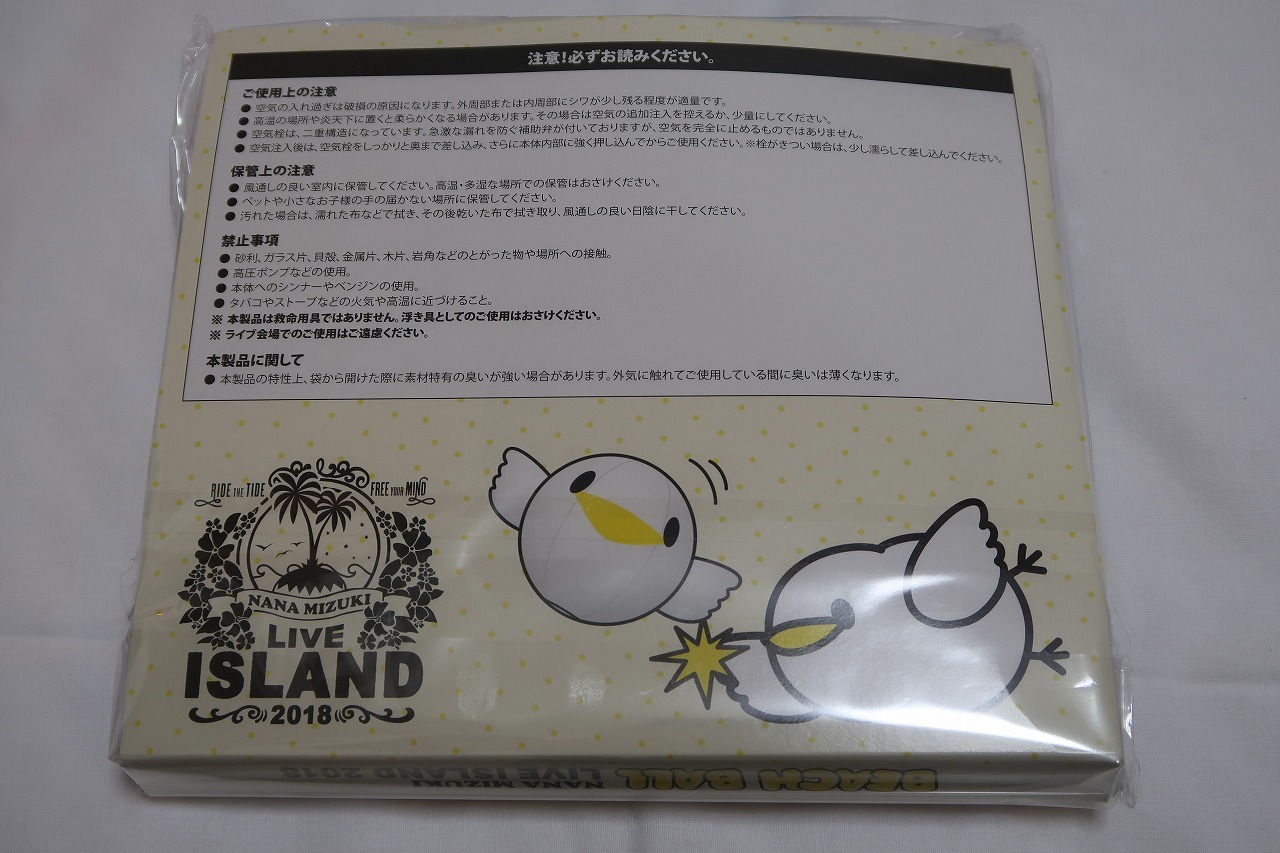 注意！必ずお読みください。
ご使用上の注意
● 空気の入れ過ぎは破損の原因になります。外周部または内周部にシワが少し残る程度が適量です。
● 高温の場所や炎天下に置くと柔らかくなる場合があります。その場合は空気の追加注入を控えるか、少量にしてください。
● 空気栓は、二重構造になっています。急激な漏れを防ぐ補助弁が付いておりますが、空気を完全に止めるものではありません。
● 空気注入後は、空気栓をしっかりと奥まで差し込み、さらに本体内部に強く押し込んでからご使用ください。※栓がきつい場合は、少し濡らして差し込んでください。
保管上の注意
● 風通しの良い室内に保管してください。高温・多湿な場所での保管はおさけください。
● ペットや小さなお子様の手の届かない場所に保管してください。
● 汚れた場合は、濡れた布などで拭き、その後乾いた布で拭き取り、風通しの良い日陰に干してください。
禁止事項
● 砂利、ガラス片、貝殻、金属片、木片、岩角などのとがった物や場所への接触。
● 高圧ポンプなどの使用。
● 本体へのシンナーやベンジンの使用。
● タバコやストーブなどの火気や高温に近づけること。
※ 本製品は救命用具ではありません。浮き具としてのご使用はおさけください。
※ ライブ会場でのご使用はご遠慮ください。
本製品に関して
● 本製品の特性上、袋から開けた際に素材特有の臭いが強い場合があります。外気に触れてご使用している間に臭いは薄くなります。
RIDE THE TIDE FREE YOUR MIND
NANA MIZUKI
LIVE
ISLAND
2018
BEACH BALL
NANA MIZUKI
LIVE ISLAND 2018